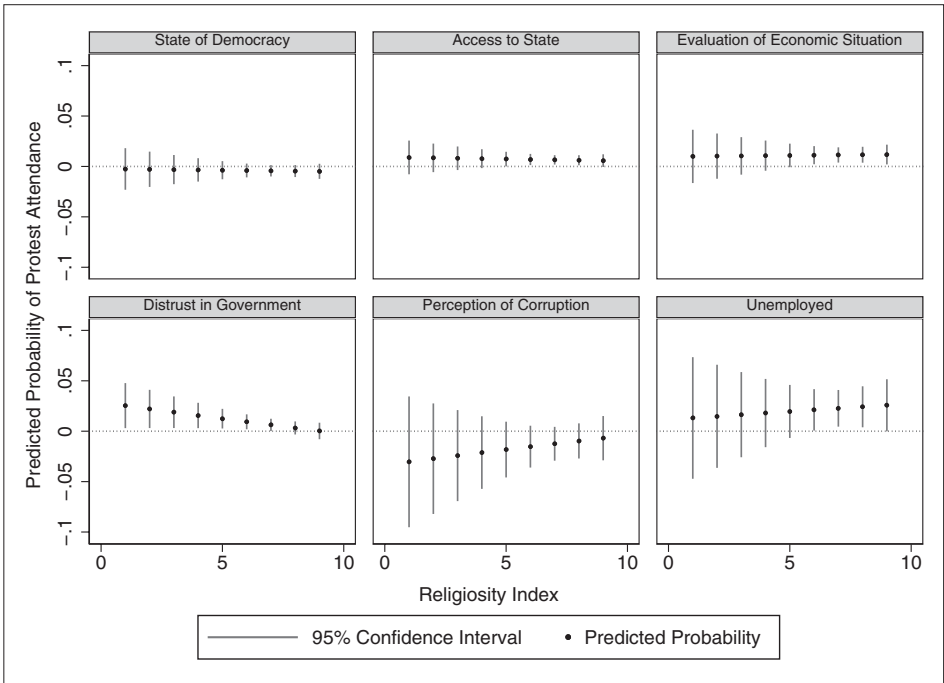 State of Democracy
Access to State
Evaluation of Economic Situation
.1
.05
0
-.05
-.1
Distrust in Government
Perception of Corruption
Unemployed
.1
.05
0
-.05
-.1
0 5 10
0 5 10
0 5 10
Predicted Probability of Protest Attendance
Religiosity Index
95% Confidence Interval
Predicted Probability